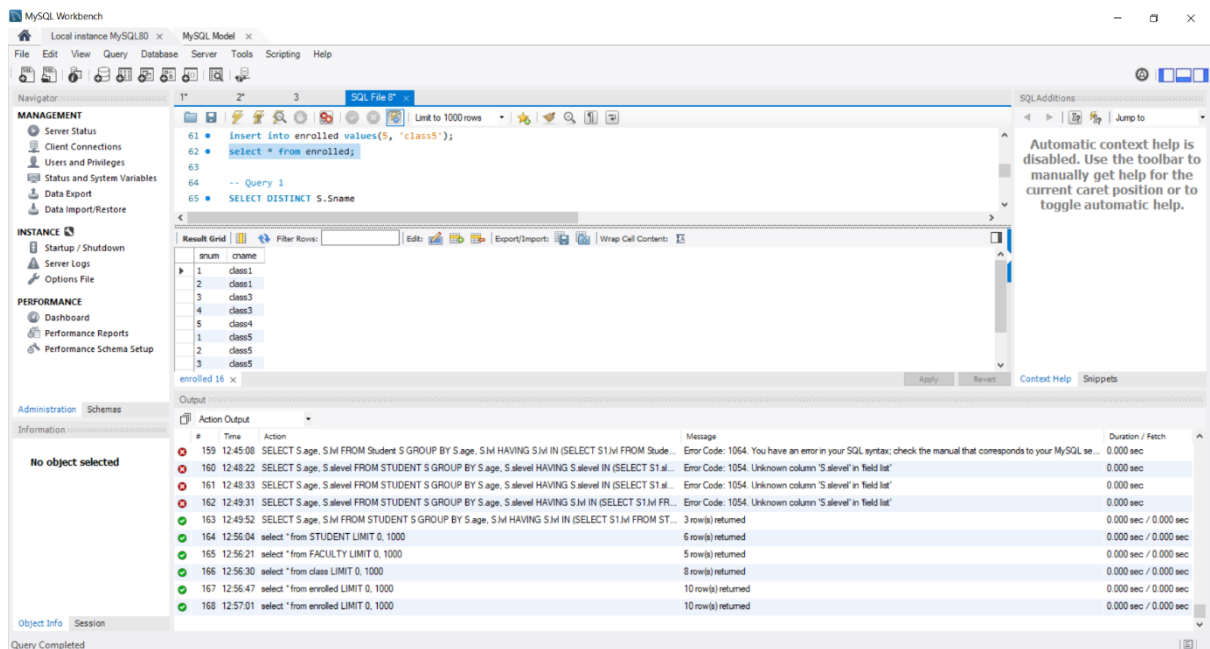 MySQL Workbench
Local instance MySQL80 × MySQL Model ×
File Edit View Query Database Server Tools Scripting Help
Navigator 1* 2* 3 SQL File 8* × SQLAdditions
MANAGEMENT
Server Status
Client Connections
Users and Privileges
Status and System Variables
Data Export
Data Import/Restore
INSTANCE
Startup / Shutdown
Server Logs
Options File
PERFORMANCE
Dashboard
Performance Reports
Performance Schema Setup
Administration Schemas
Information
No object selected
Object Info Session
Query Completed
Limit to 1000 rows
61 insert into enrolled values(5, 'class5');
62 select * from enrolled;
63
64 -- Query 1
65 SELECT DISTINCT S.Sname
Result Grid Filter Rows: Edit: Export/Import: Wrap Cell Content:
snum cname
1 class1
2 class1
3 class3
4 class3
5 class4
1 class5
2 class5
3 class5
enrolled 16 × Apply Revert
Jump to
Automatic context help is
disabled. Use the toolbar to
manually get help for the
current caret position or to
toggle automatic help.
Context Help Snippets
Output
Action Output
# Time Action Message Duration / Fetch
159 12:45:08 SELECT S.age, S.lvl FROM Student S GROUP BY S.age, S.lvl HAVING S.lvl IN (SELECT S1.lvl FROM Stude... Error Code: 1064. You have an error in your SQL syntax; check the manual that corresponds to your MySQL se... 0.000 sec
160 12:48:22 SELECT S.age, S.slevel FROM STUDENT S GROUP BY S.age, S.slevel HAVING S.slevel IN (SELECT S1.sl... Error Code: 1054. Unknown column 'S.slevel' in 'field list' 0.000 sec
161 12:48:33 SELECT S.age, S.slevel FROM STUDENT S GROUP BY S.age, S.slevel HAVING S.slevel IN (SELECT S1.sl... Error Code: 1054. Unknown column 'S.slevel' in 'field list' 0.000 sec
162 12:49:31 SELECT S.age, S.slevel FROM STUDENT S GROUP BY S.age, S.slevel HAVING S.lvl IN (SELECT S1.lvl FR... Error Code: 1054. Unknown column 'S.slevel' in 'field list' 0.000 sec
163 12:49:52 SELECT S.age, S.lvl FROM STUDENT S GROUP BY S.age, S.lvl HAVING S.lvl IN (SELECT S1.lvl FROM ST... 3 row(s) returned 0.000 sec / 0.000 sec
164 12:56:04 select * from STUDENT LIMIT 0, 1000 6 row(s) returned 0.000 sec / 0.000 sec
165 12:56:21 select * from FACULTY LIMIT 0, 1000 5 row(s) returned 0.000 sec / 0.000 sec
166 12:56:30 select * from class LIMIT 0, 1000 8 row(s) returned 0.000 sec / 0.000 sec
167 12:56:47 select * from enrolled LIMIT 0, 1000 10 row(s) returned 0.000 sec / 0.000 sec
168 12:57:01 select * from enrolled LIMIT 0, 1000 10 row(s) returned 0.000 sec / 0.000 sec